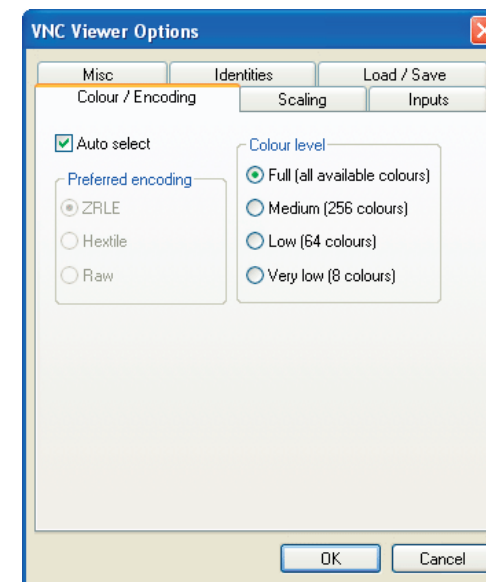 VNC Viewer Options
Misc Identities Load / Save
Colour / Encoding Scaling Inputs
Auto select
Preferred encoding
ZRLE
Hextile
Raw
Colour level
Full (all available colours)
Medium (256 colours)
Low (64 colours)
Very low (8 colours)
OK Cancel